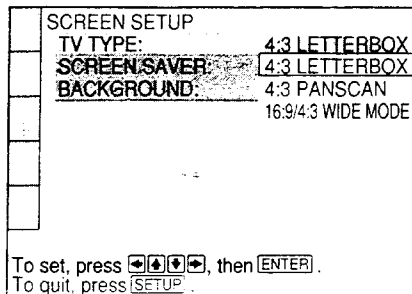 SCREEN SETUP
TV TYPE: 4:3 LETTERBOX
SCREEN SAVER: 4:3 LETTERBOX
BACKGROUND: 4:3 PANSCAN
16:9/4:3 WIDE MODE
To set, press ←↑↓→, then ENTER.
To quit, press SETUP.